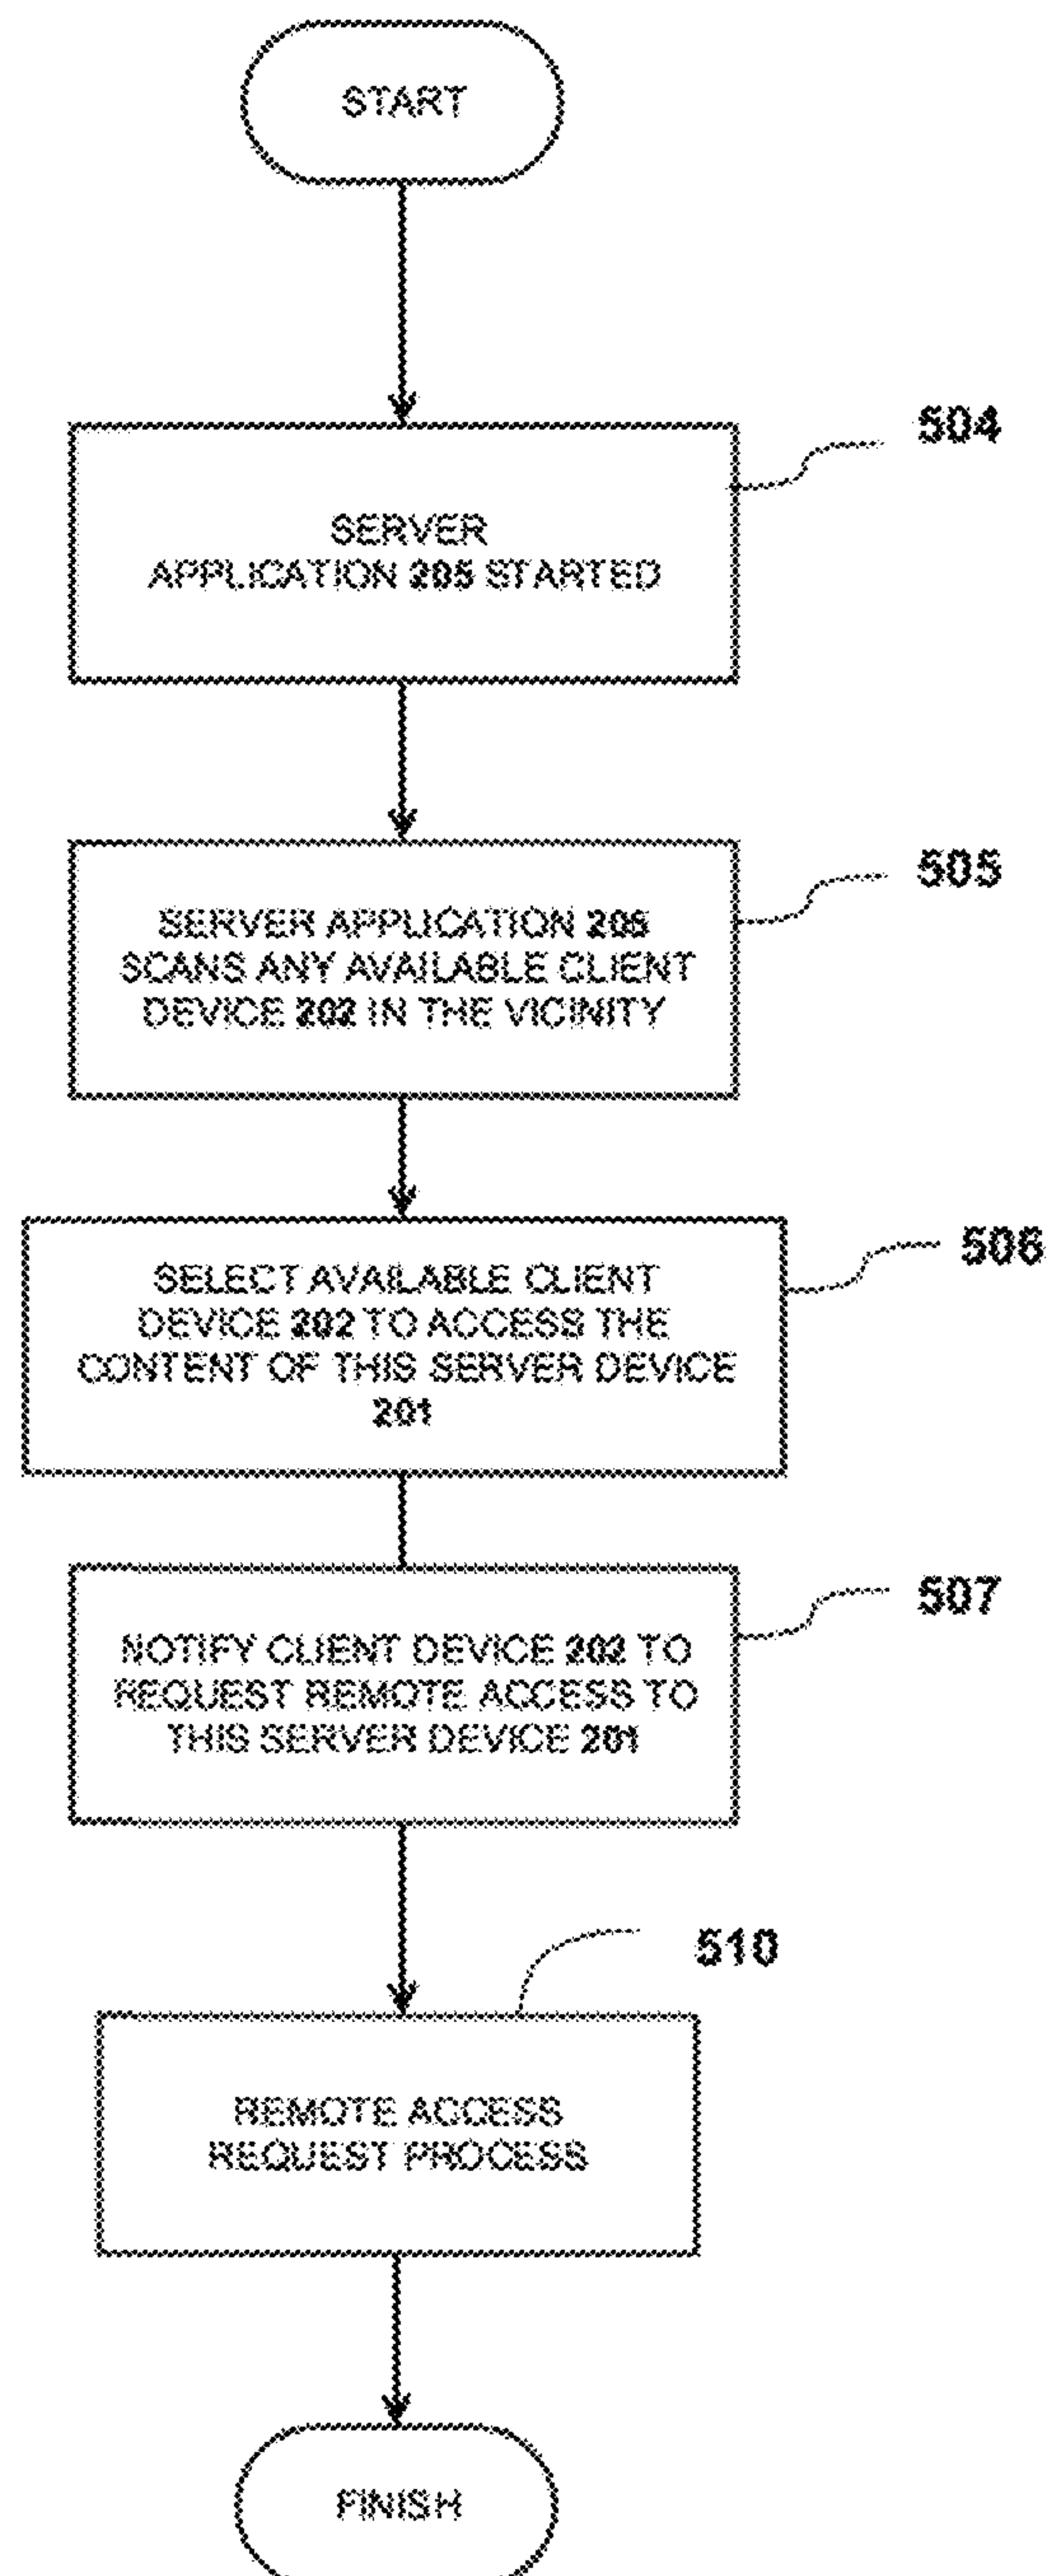 START
504
SERVER
APPLICATION 205 STARTED
505
SERVER APPLICATION 205
SCANS ANY AVAILABLE CLIENT
DEVICE 202 IN THE VICINITY
506
SELECT AVAILABLE CLIENT
DEVICE 202 TO ACCESS THE
CONTENT OF THIS SERVER DEVICE
201
507
NOTIFY CLIENT DEVICE 202 TO
REQUEST REMOTE ACCESS TO
THIS SERVER DEVICE 201
510
REMOTE ACCESS
REQUEST PROCESS
FINISH